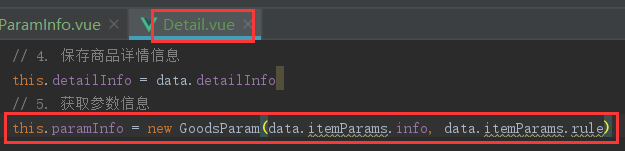 ParamInfo.vue × Detail.vue ×
// 4. 保存商品详情信息
this.detailInfo = data.detailInfo
// 5. 获取参数信息
this.paramInfo = new GoodsParam(data.itemParams.info, data.itemParams.rule)